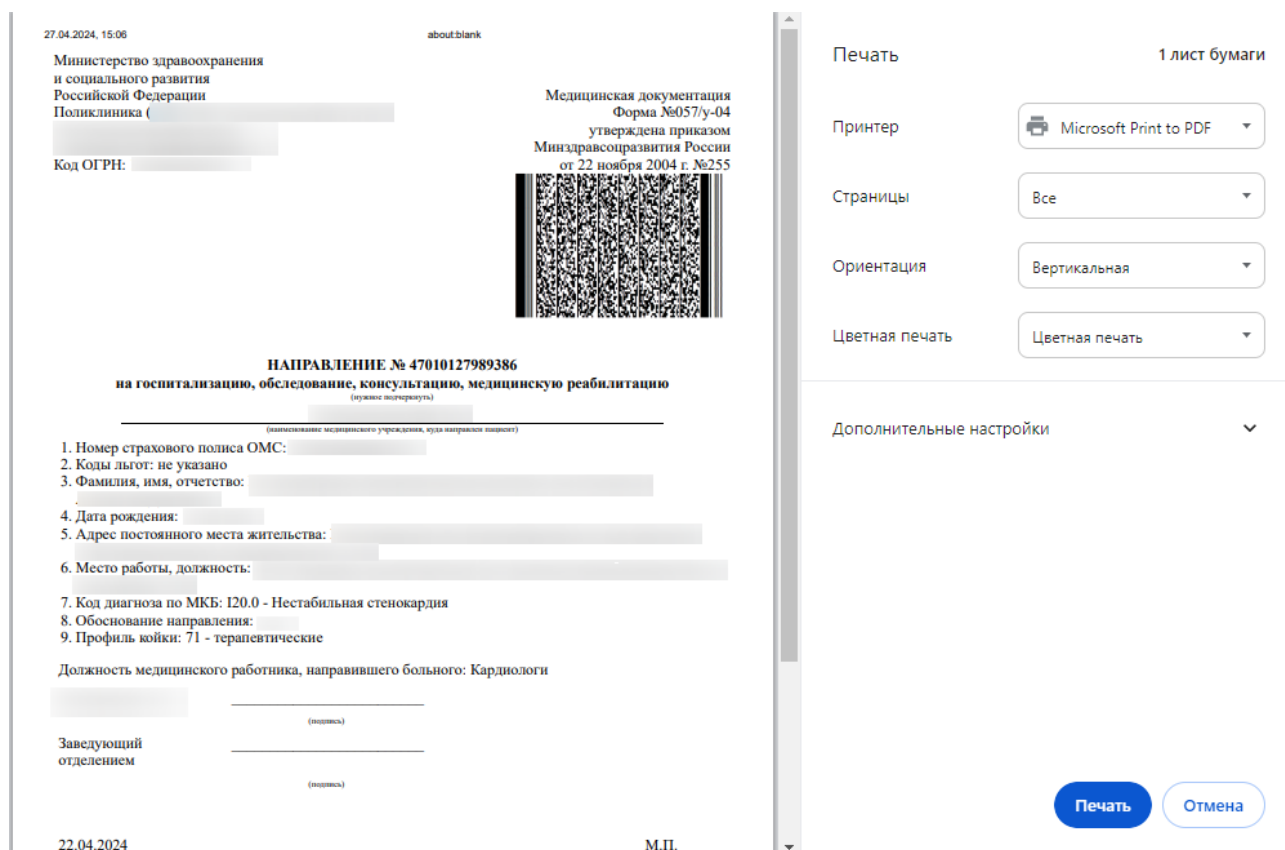 27.04.2024, 15:06
about:blank
Министерство здравоохранения
и социального развития
Российской Федерации
Поликлиника (
Код ОГРН:
Медицинская документация
Форма №057/у-04
утверждена приказом
Минздравсоцразвития России
от 22 ноября 2004 г. №255
НАПРАВЛЕНИЕ № 47010127989386
на госпитализацию, обследование, консультацию, медицинскую реабилитацию
(нужное подчеркнуть)
(наименование медицинского учреждения, куда направлен пациент)
1. Номер страхового полиса ОМС:
2. Коды льгот: не указано
3. Фамилия, имя, отчетство:
4. Дата рождения:
5. Адрес постоянного места жительства:
6. Место работы, должность:
7. Код диагноза по МКБ: I20.0 - Нестабильная стенокардия
8. Обоснование направления:
9. Профиль койки: 71 - терапевтические
Должность медицинского работника, направившего больного: Кардиологи
(подпись)
Заведующий
отделением
(подпись)
22.04.2024
М.П.
Печать
1 лист бумаги
Принтер
Microsoft Print to PDF
Страницы
Все
Ориентация
Вертикальная
Цветная печать
Цветная печать
Дополнительные настройки
Печать
Отмена